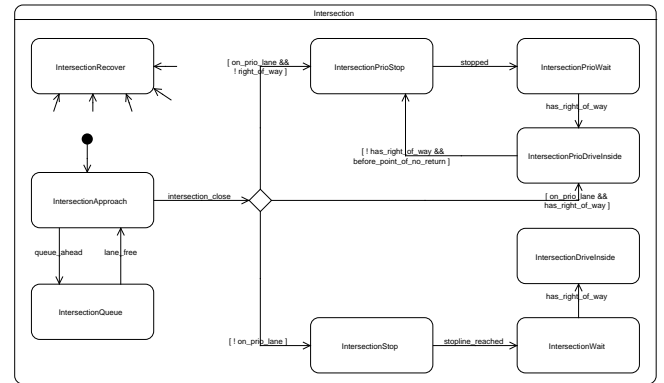 Intersection
[ on_prio_lane &&
! right_of_way ]
IntersectionRecover
IntersectionPrioStop
stopped
IntersectionPrioWait
has_right_of_way
[ ! has_right_of_way &&
before_point_of_no_return ]
IntersectionPrioDriveInside
IntersectionApproach
intersection_close
[ on_prio_lane &&
has_right_of_way ]
queue_ahead
lane_free
IntersectionDriveInside
has_right_of_way
IntersectionQueue
[ ! on_prio_lane ]
IntersectionStop
stopline_reached
IntersectionWait